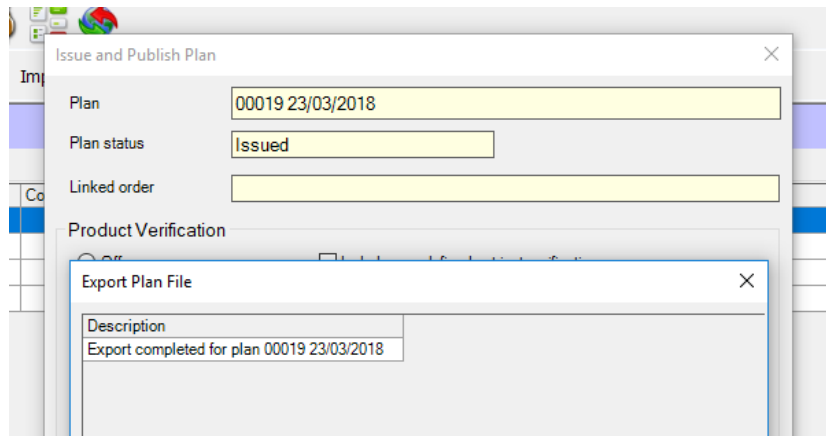 Issue and Publish Plan
Plan 00019 23/03/2018
Plan status Issued
Linked order
Co
Product Verification
Export Plan File
Description
Export completed for plan 00019 23/03/2018